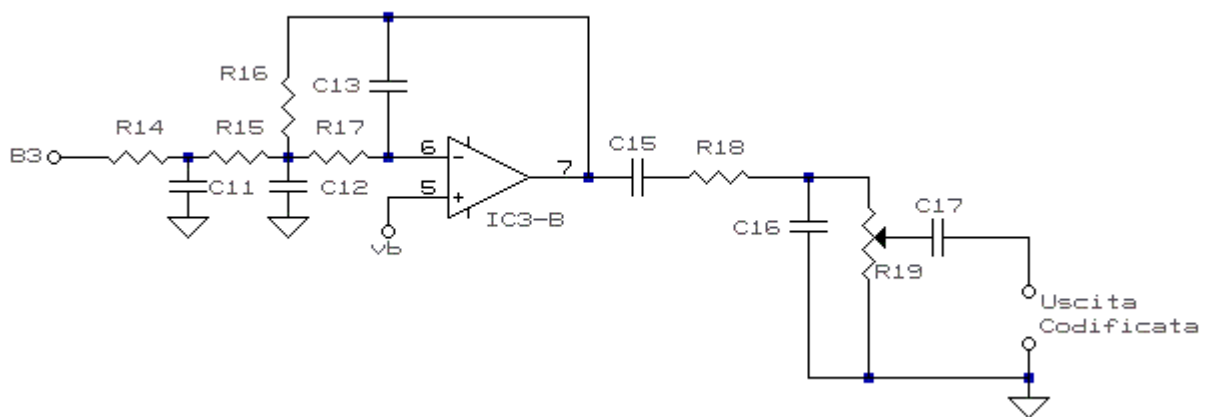 R16
C13
R14
R15
R17
B3
6
C15
R18
7
C11
C12
5
IC3-B
vb
C16
C17
R19
Uscita
Codificata